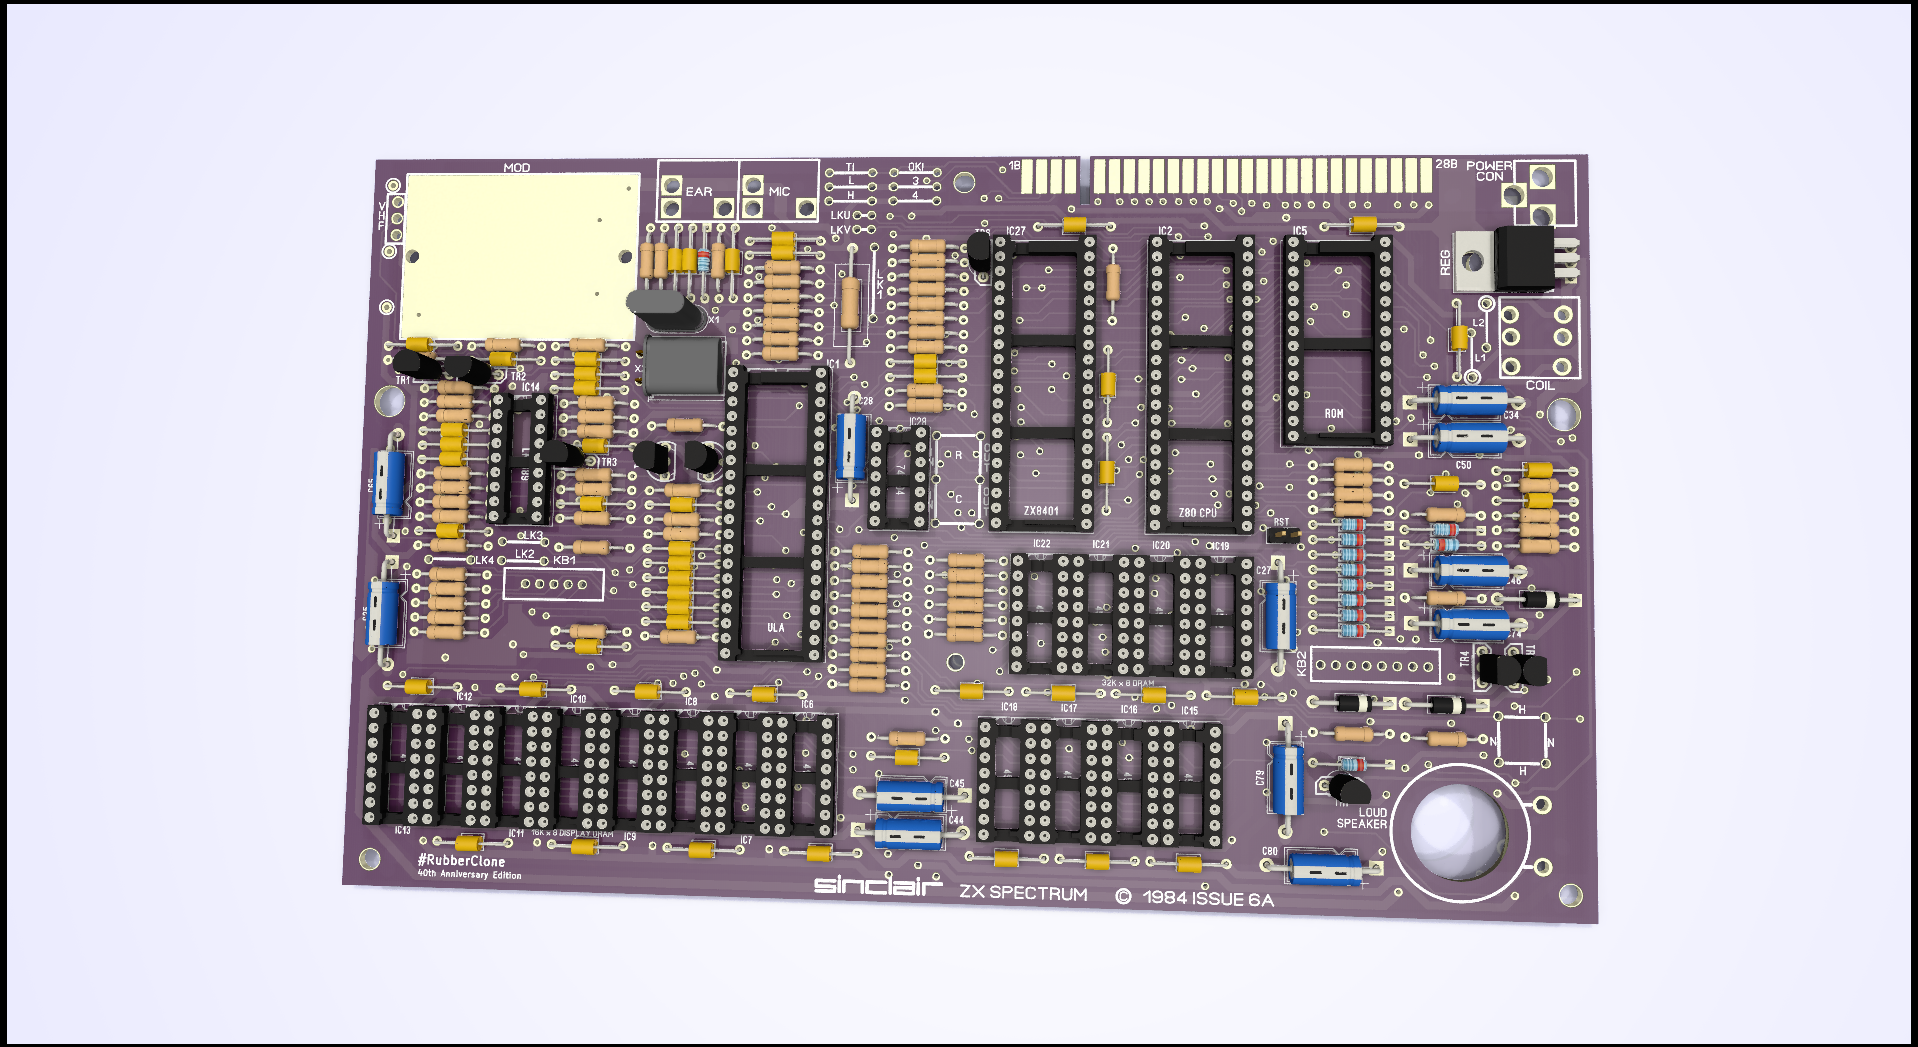 MOD
EAR
MIC
TI
L
H
OKI
3
4
LKU
LKV
1B
28B
POWER
CON
VHF
IC27
IC2
IC5
REG
LK1
X1
IC1
L2
L1
COIL
TR1
TR2
IC14
C28
IC28
ROM
C34
C50
TR3
R
C
ZX8401
Z80 CPU
RST
LK3
LK2
LK4
KB1
IC22
IC21
IC20
IC19
C27
ULA
KB2
TR4
32K x 8 DRAM
IC12
IC10
IC8
IC6
IC18
IC17
IC16
IC15
H
N
N
H
C45
C44
C79
LOUD
SPEAKER
IC13
IC11
16K x 8 DISPLAY DRAM
IC9
IC7
C80
#RubberClone
40th Anniversary Edition
sinclair ZX SPECTRUM © 1984 ISSUE 6A